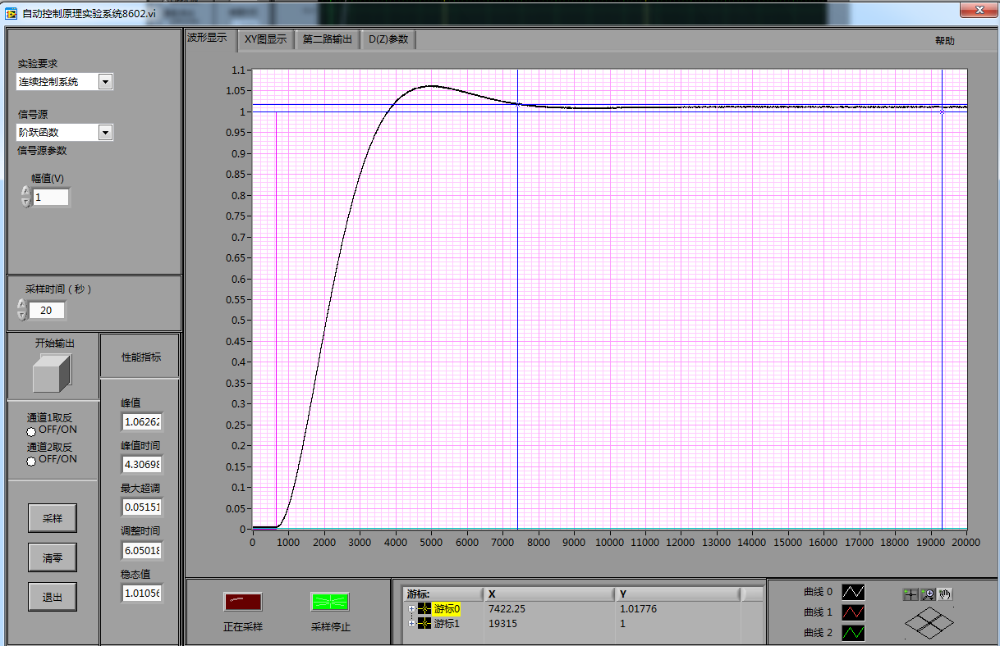 自动控制原理实验系统8602.vi
波形显示 XY图显示 第二路输出 D(Z)参数 帮助
实验要求
连续控制系统
信号源
阶跃函数
信号源参数
幅值(V)
1
采样时间（秒）
20
开始输出
通道1取反
OFF/ON
通道2取反
OFF/ON
采样
清零
退出
性能指标
峰值
1.06262
峰值时间
4.30698
最大超调
0.05151
调整时间
6.05018
稳态值
1.01056
1.1
1.05
1
0.95
0.9
0.85
0.8
0.75
0.7
0.65
0.6
0.55
0.5
0.45
0.4
0.35
0.3
0.25
0.2
0.15
0.1
0.05
0
0 1000 2000 3000 4000 5000 6000 7000 8000 9000 10000 11000 12000 13000 14000 15000 16000 17000 18000 19000 20000
正在采样 采样停止
游标: X Y
游标0 7422.25 1.01776
游标1 19315 1
曲线 0
曲线 1
曲线 2